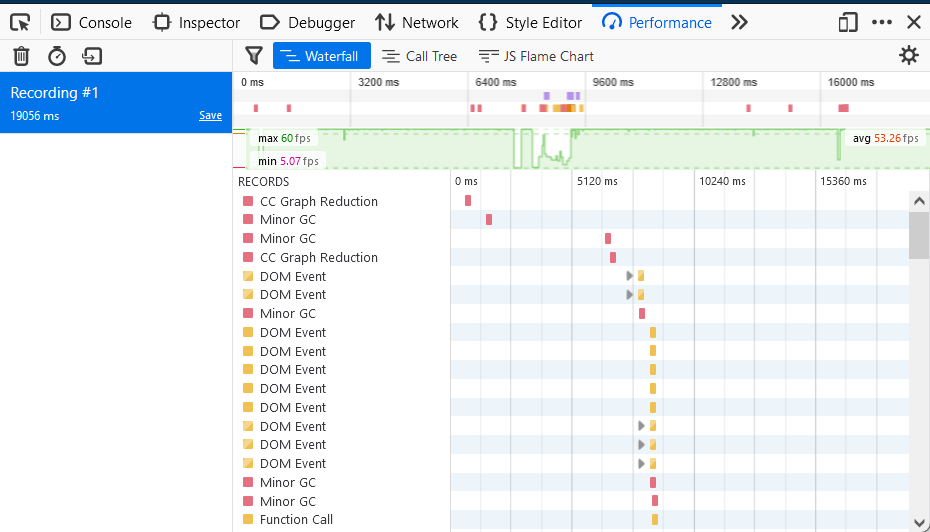 Console Inspector Debugger Network {} Style Editor Performance
Waterfall Call Tree JS Flame Chart
Recording #1
19056 ms Save
0 ms 3200 ms 6400 ms 9600 ms 12800 ms 16000 ms
max 60 fps avg 53.26 fps
min 5.07 fps
RECORDS 0 ms 5120 ms 10240 ms 15360 ms
CC Graph Reduction
Minor GC
Minor GC
CC Graph Reduction
DOM Event
DOM Event
Minor GC
DOM Event
DOM Event
DOM Event
DOM Event
DOM Event
DOM Event
DOM Event
DOM Event
Minor GC
Minor GC
Function Call